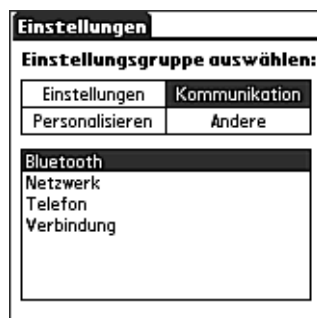 Einstellungen
Einstellungsgruppe auswählen:
Einstellungen Kommunikation
Personalisieren Andere
Bluetooth
Netzwerk
Telefon
Verbindung